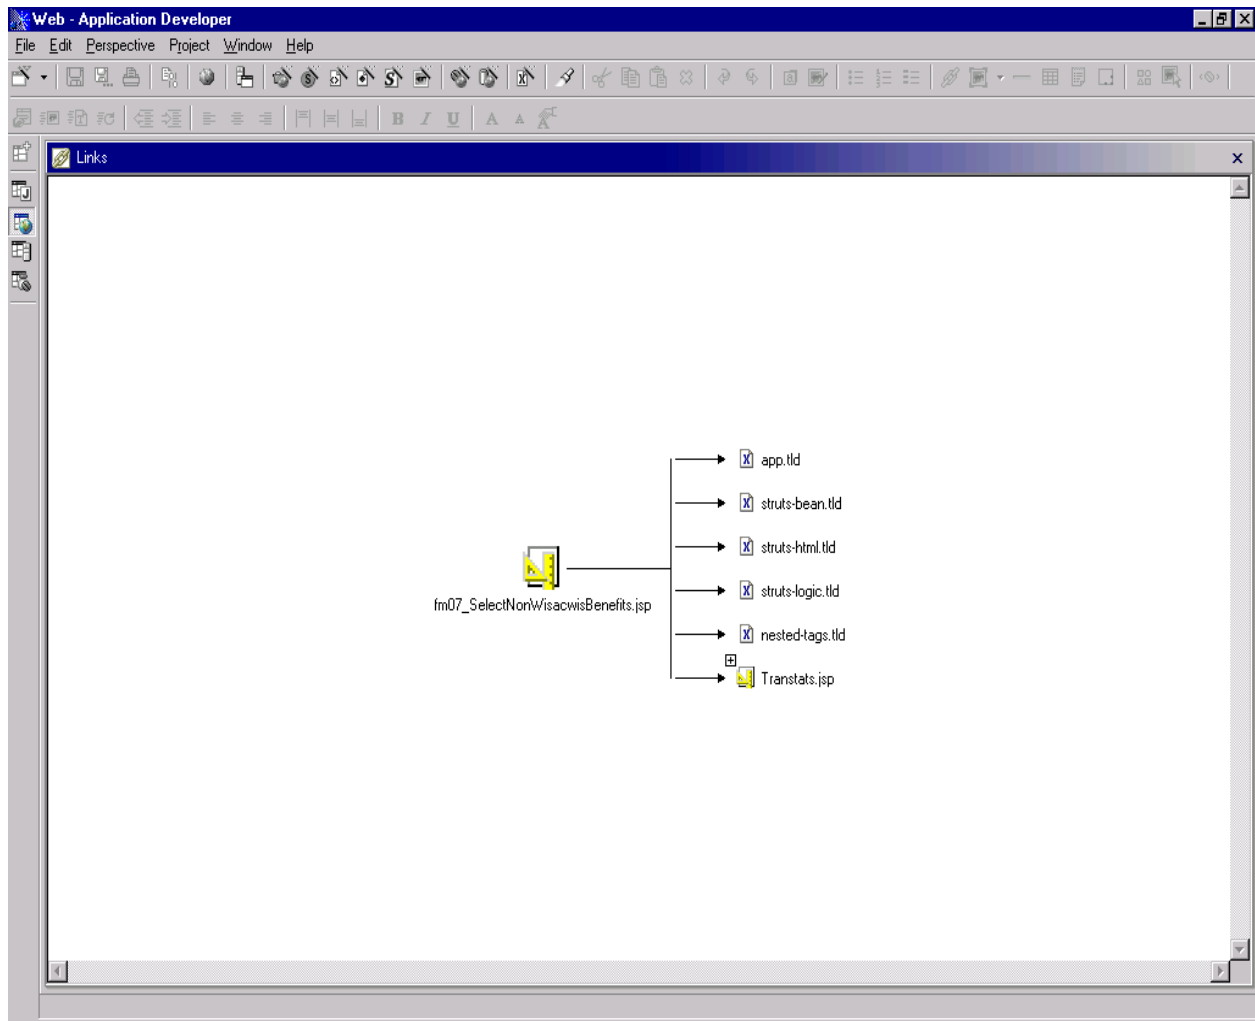 Web - Application Developer
File Edit Perspective Project Window Help
Links
app.tld
struts-bean.tld
struts-html.tld
fm07_SelectNonWisacwisBenefits.jsp
struts-logic.tld
nested-tags.tld
Transtats.jsp